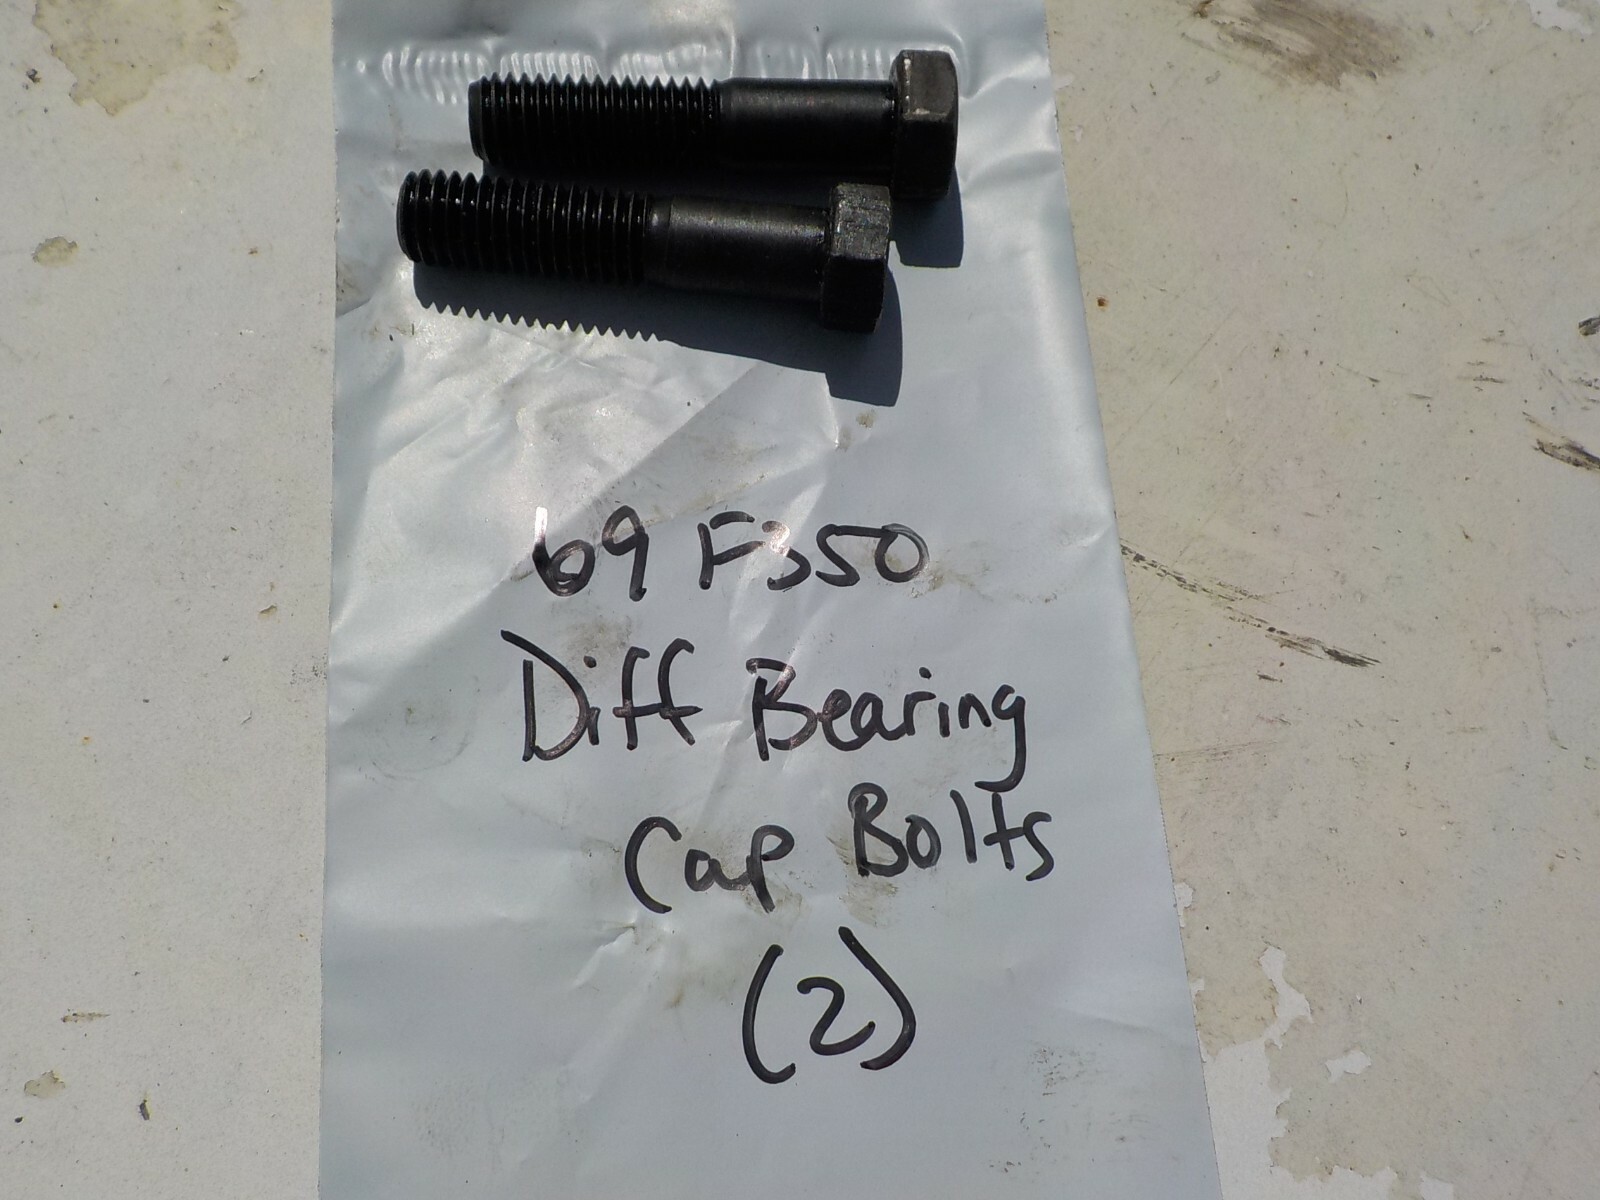 69 F350
Diff Bearing
Cap Bolts
(2)